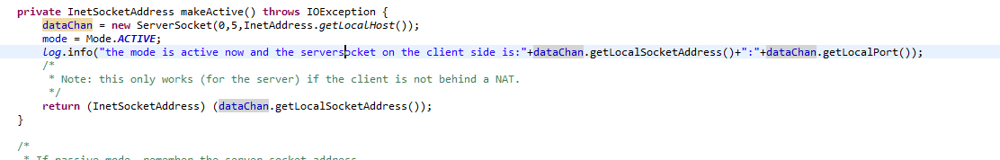 private InetSocketAddress makeActive() throws IOException {
dataChan = new ServerSocket(0,5,InetAddress.getLocalHost());
mode = Mode.ACTIVE;
log.info("the mode is active now and the serversocket on the client side is:"+dataChan.getLocalSocketAddress()+":"+dataChan.getLocalPort());
/*
* Note: this only works (for the server) if the client is not behind a NAT.
*/
return (InetSocketAddress) (dataChan.getLocalSocketAddress());
}
/*
* If passive mode, remember the server socket address